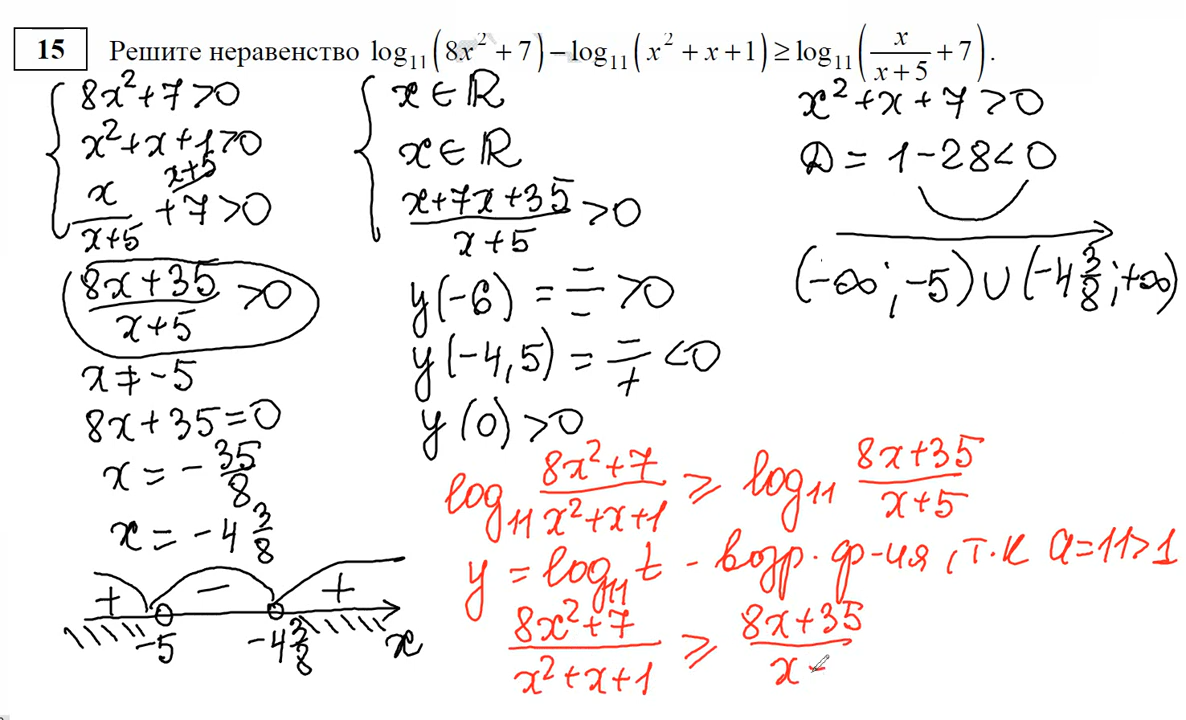 15 Решите неравенство log₁₁(8x² + 7) − log₁₁(x² + x + 1) ≥ log₁₁(x/(x+5) + 7).
8x²+7>0
x²+x+1>0
x/(x+5) +7>0
x+5
(8x+35)/(x+5) >0
x≠-5
8x+35=0
x=-35/8
x=-4 3/8
+ - +
-5 -4 3/8 x
x∈ℝ
x∈ℝ
(x+7x+35)/(x+5) >0
y(-6) = -/- >0
y(-4,5) = -/+ <0
y(0)>0
x²+x+7>0
D=1-28<0
(-∞;-5)∪(-4 3/8;+∞)
log₁₁ (8x²+7)/(x²+x+1) ≥ log₁₁ (8x+35)/(x+5)
y=log₁₁t - возр. ф-ия, т.к a=11>1
(8x²+7)/(x²+x+1) ≥ (8x+35)/x